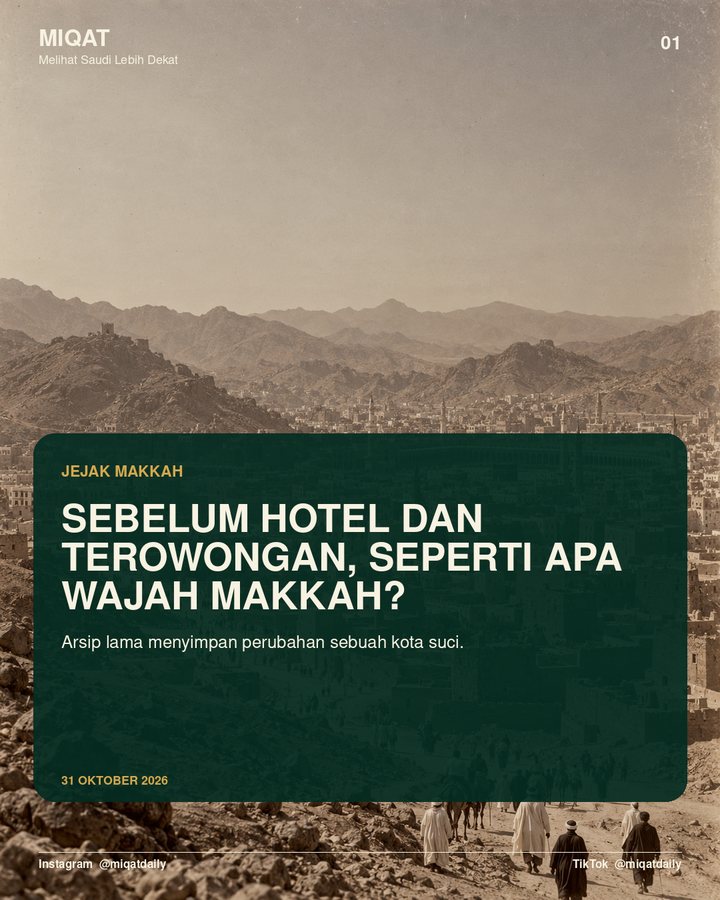 MIQAT
Melihat Saudi Lebih Dekat
01
JEJAK MAKKAH
SEBELUM HOTEL DAN
TEROWONGAN, SEPERTI APA
WAJAH MAKKAH?
Arsip lama menyimpan perubahan sebuah kota suci.
31 OKTOBER 2026
Instagram @miqatdaily
TikTok @miqatdaily